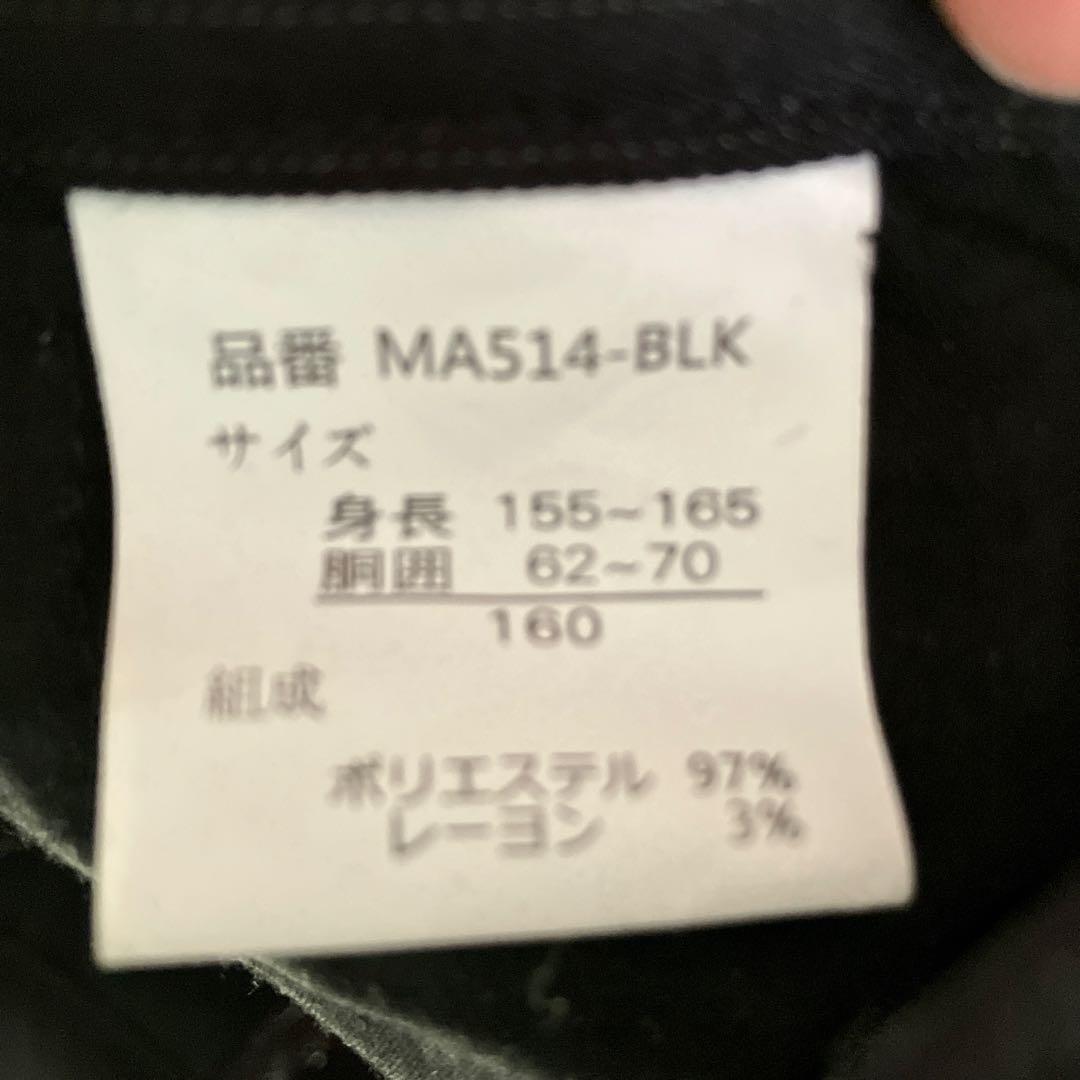 品番 MA514-BLK
サイズ
身長 155~165
胴囲 62~70
160
組成
ポリエステル 97%
レーヨン 3%